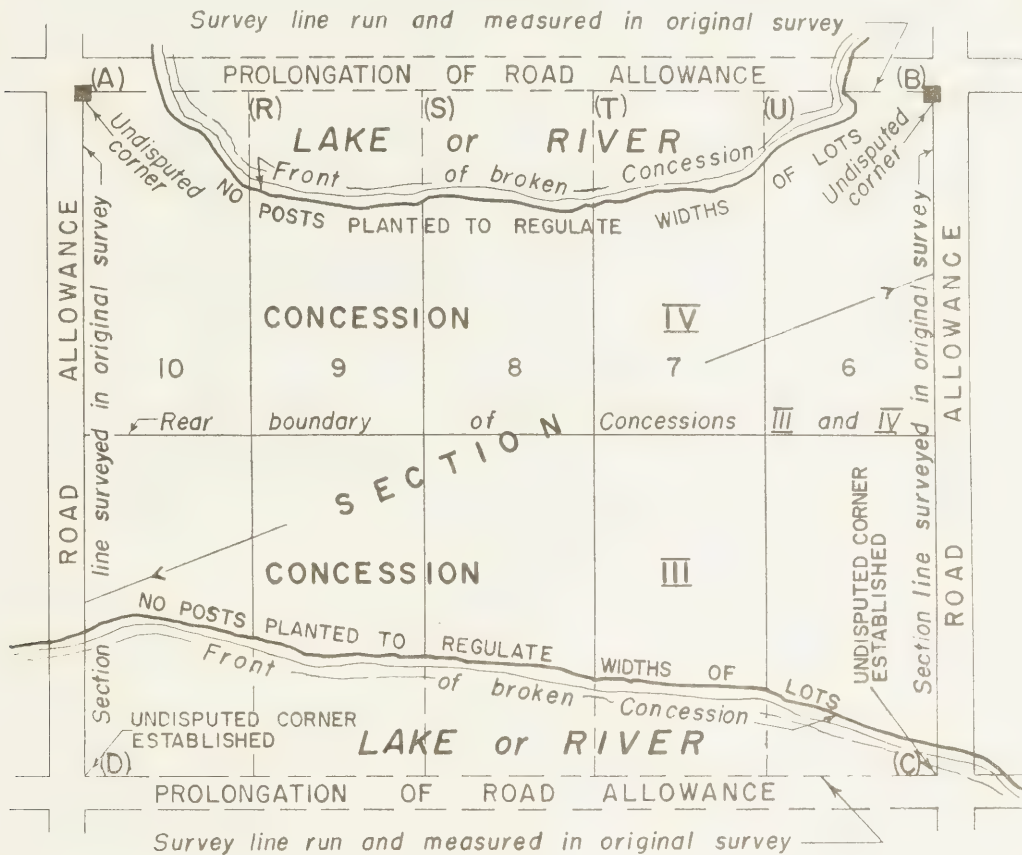 Survey line run and measured in original survey
(A) PROLONGATION OF ROAD ALLOWANCE (B)
(R) (S) (T) (U)
Undisputed corner
LAKE or RIVER
Undisputed corner
Front of broken Concession
NO POSTS PLANTED TO REGULATE WIDTHS OF LOTS
ROAD ALLOWANCE
Section line surveyed in original survey
Section line surveyed in original survey
ROAD ALLOWANCE
CONCESSION IV
10 9 8 7 6
Rear boundary of Concessions III and IV
SECTION
CONCESSION III
UNDISPUTED CORNER ESTABLISHED
NO POSTS PLANTED TO REGULATE WIDTHS OF LOTS
Front of broken Concession
UNDISPUTED CORNER
ESTABLISHED
LAKE or RIVER
(D) (C)
PROLONGATION OF ROAD ALLOWANCE
Survey line run and measured in original survey